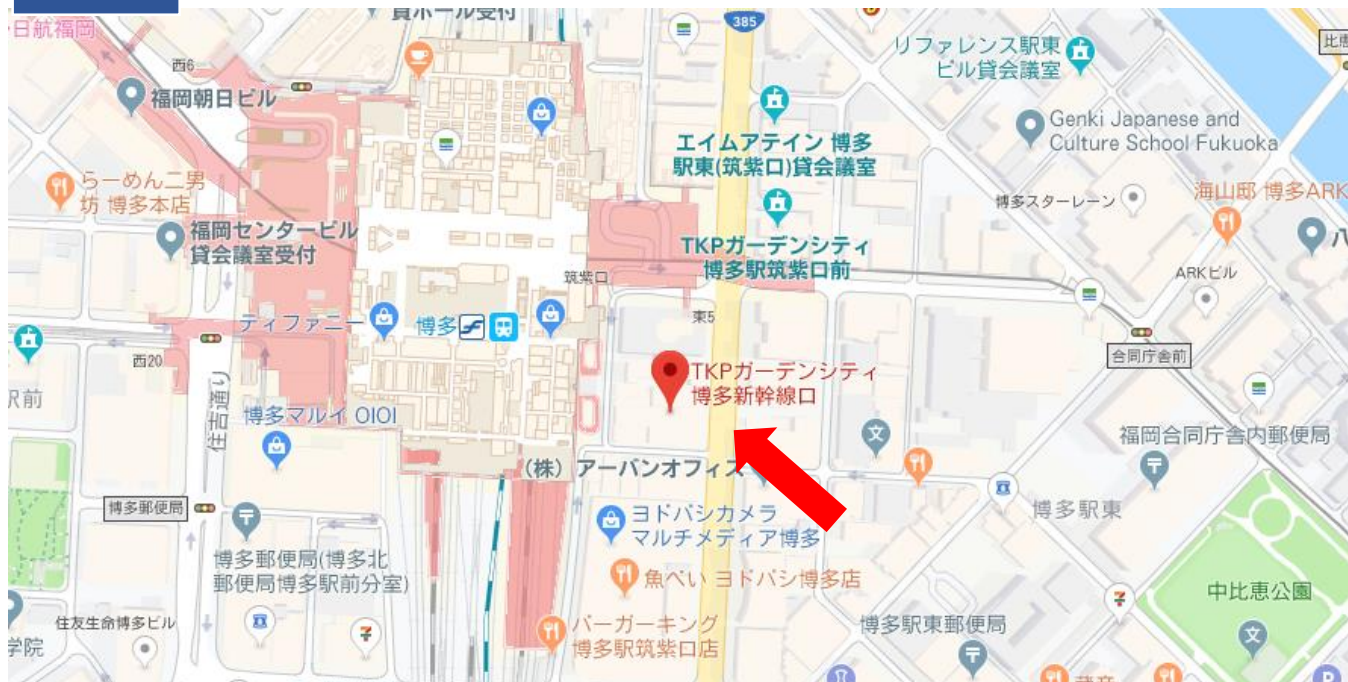 日航福岡
貸ホール受付
385
西6
福岡朝日ビル
リファレンス駅東
ビル貸会議室
エイムアテイン 博多
駅東(筑紫口)貸会議室
Genki Japanese and
Culture School Fukuoka
らーめん二男
坊 博多本店
博多スターレーン
海山邸 博多ARK
福岡センタービル
貸会議室受付
TKPガーデンシティ
博多駅筑紫口前
筑紫口
ARKビル
ティファニー
博多
東5
西20
合同庁舎前
駅前
TKPガーデンシティ
博多新幹線口
住吉通り
博多マルイ OIOI
福岡合同庁舎内郵便局
(株) アーバンオフィス
博多郵便局
ヨドバシカメラ
マルチメディア博多
博多駅東
博多郵便局(博多北
郵便局博多駅前分室)
魚べい ヨドバシ博多店
中比恵公園
住友生命博多ビル
学院
バーガーキング
博多駅筑紫口店
博多駅東郵便局